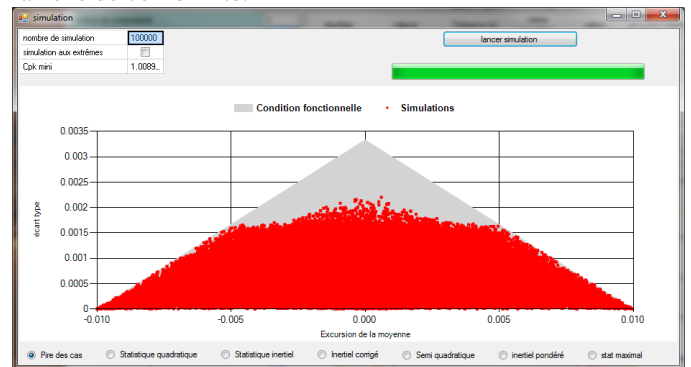 simulation
nombre de simulation 100000
lancer simulation
simulation aux extrêmes
Cpk mini 1.0089...
Condition fonctionnelle Simulations
0.0035
0.003
0.0025
0.002
0.0015
0.001
0.0005
0
écart type
-0.010 -0.005 0.000 0.005 0.010
Excursion de la moyenne
Pire des cas Statistique quadratique Statistique inertiel Inertiel corrigé Semi quadratique inertiel pondéré stat maximal